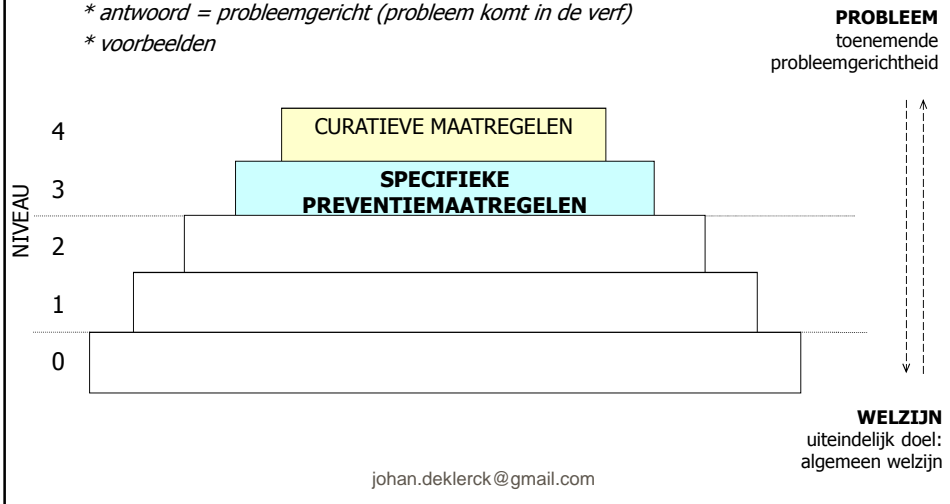 * antwoord = probleemgericht (probleem komt in de verf)
* voorbeelden
PROBLEEM
toenemende
probleemgerichtheid
NIVEAU
4
CURATIEVE MAATREGELEN
3
SPECIFIEKE
PREVENTIEMAATREGELEN
2
1
0
WELZIJN
uiteindelijk doel:
algemeen welzijn
johan.deklerck@gmail.com